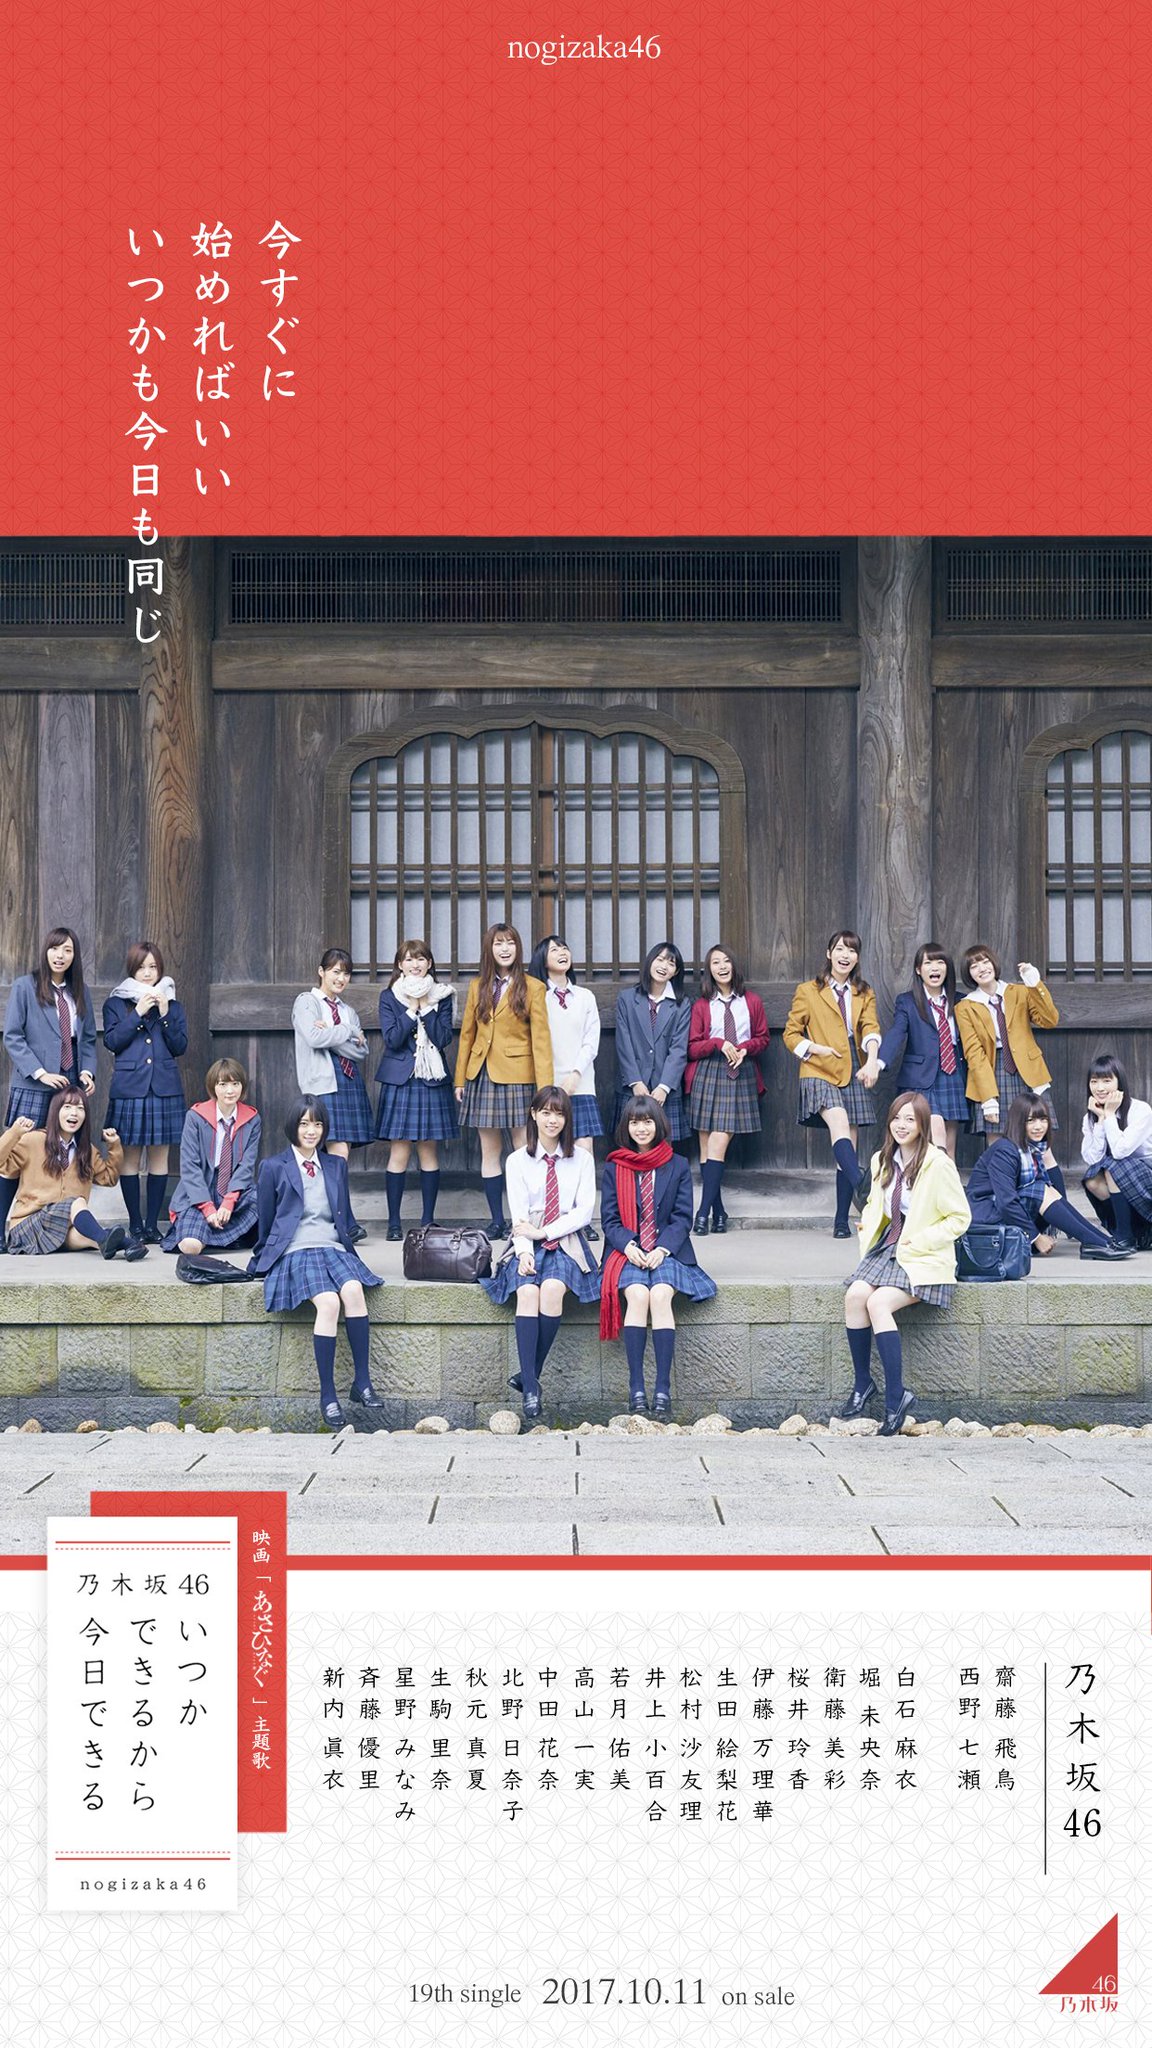 nogizaka46
今すぐに
始めればいい
いつかも今日も同じ
乃木坂46
いつか
できるから
今日できる
nogizaka46
映画「あさひなぐ」主題歌
乃木坂46
齋藤 飛鳥
西野 七瀬
白石 麻衣
堀 未央奈
衛藤 美彩
桜井 玲香
伊藤 万理華
生田 絵梨花
松村 沙友理
井上 小百合
若月 佑美
高山 一実
中田 花奈
北野 日奈子
秋元 真夏
生駒 里奈
星野 みなみ
斉藤 優里
新内 眞衣
19th single 2017.10.11 on sale
46
乃木坂